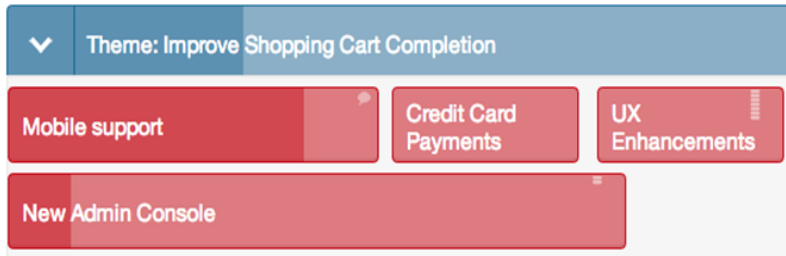 Theme: Improve Shopping Cart Completion
Mobile support
Credit Card
Payments
UX
Enhancements
New Admin Console